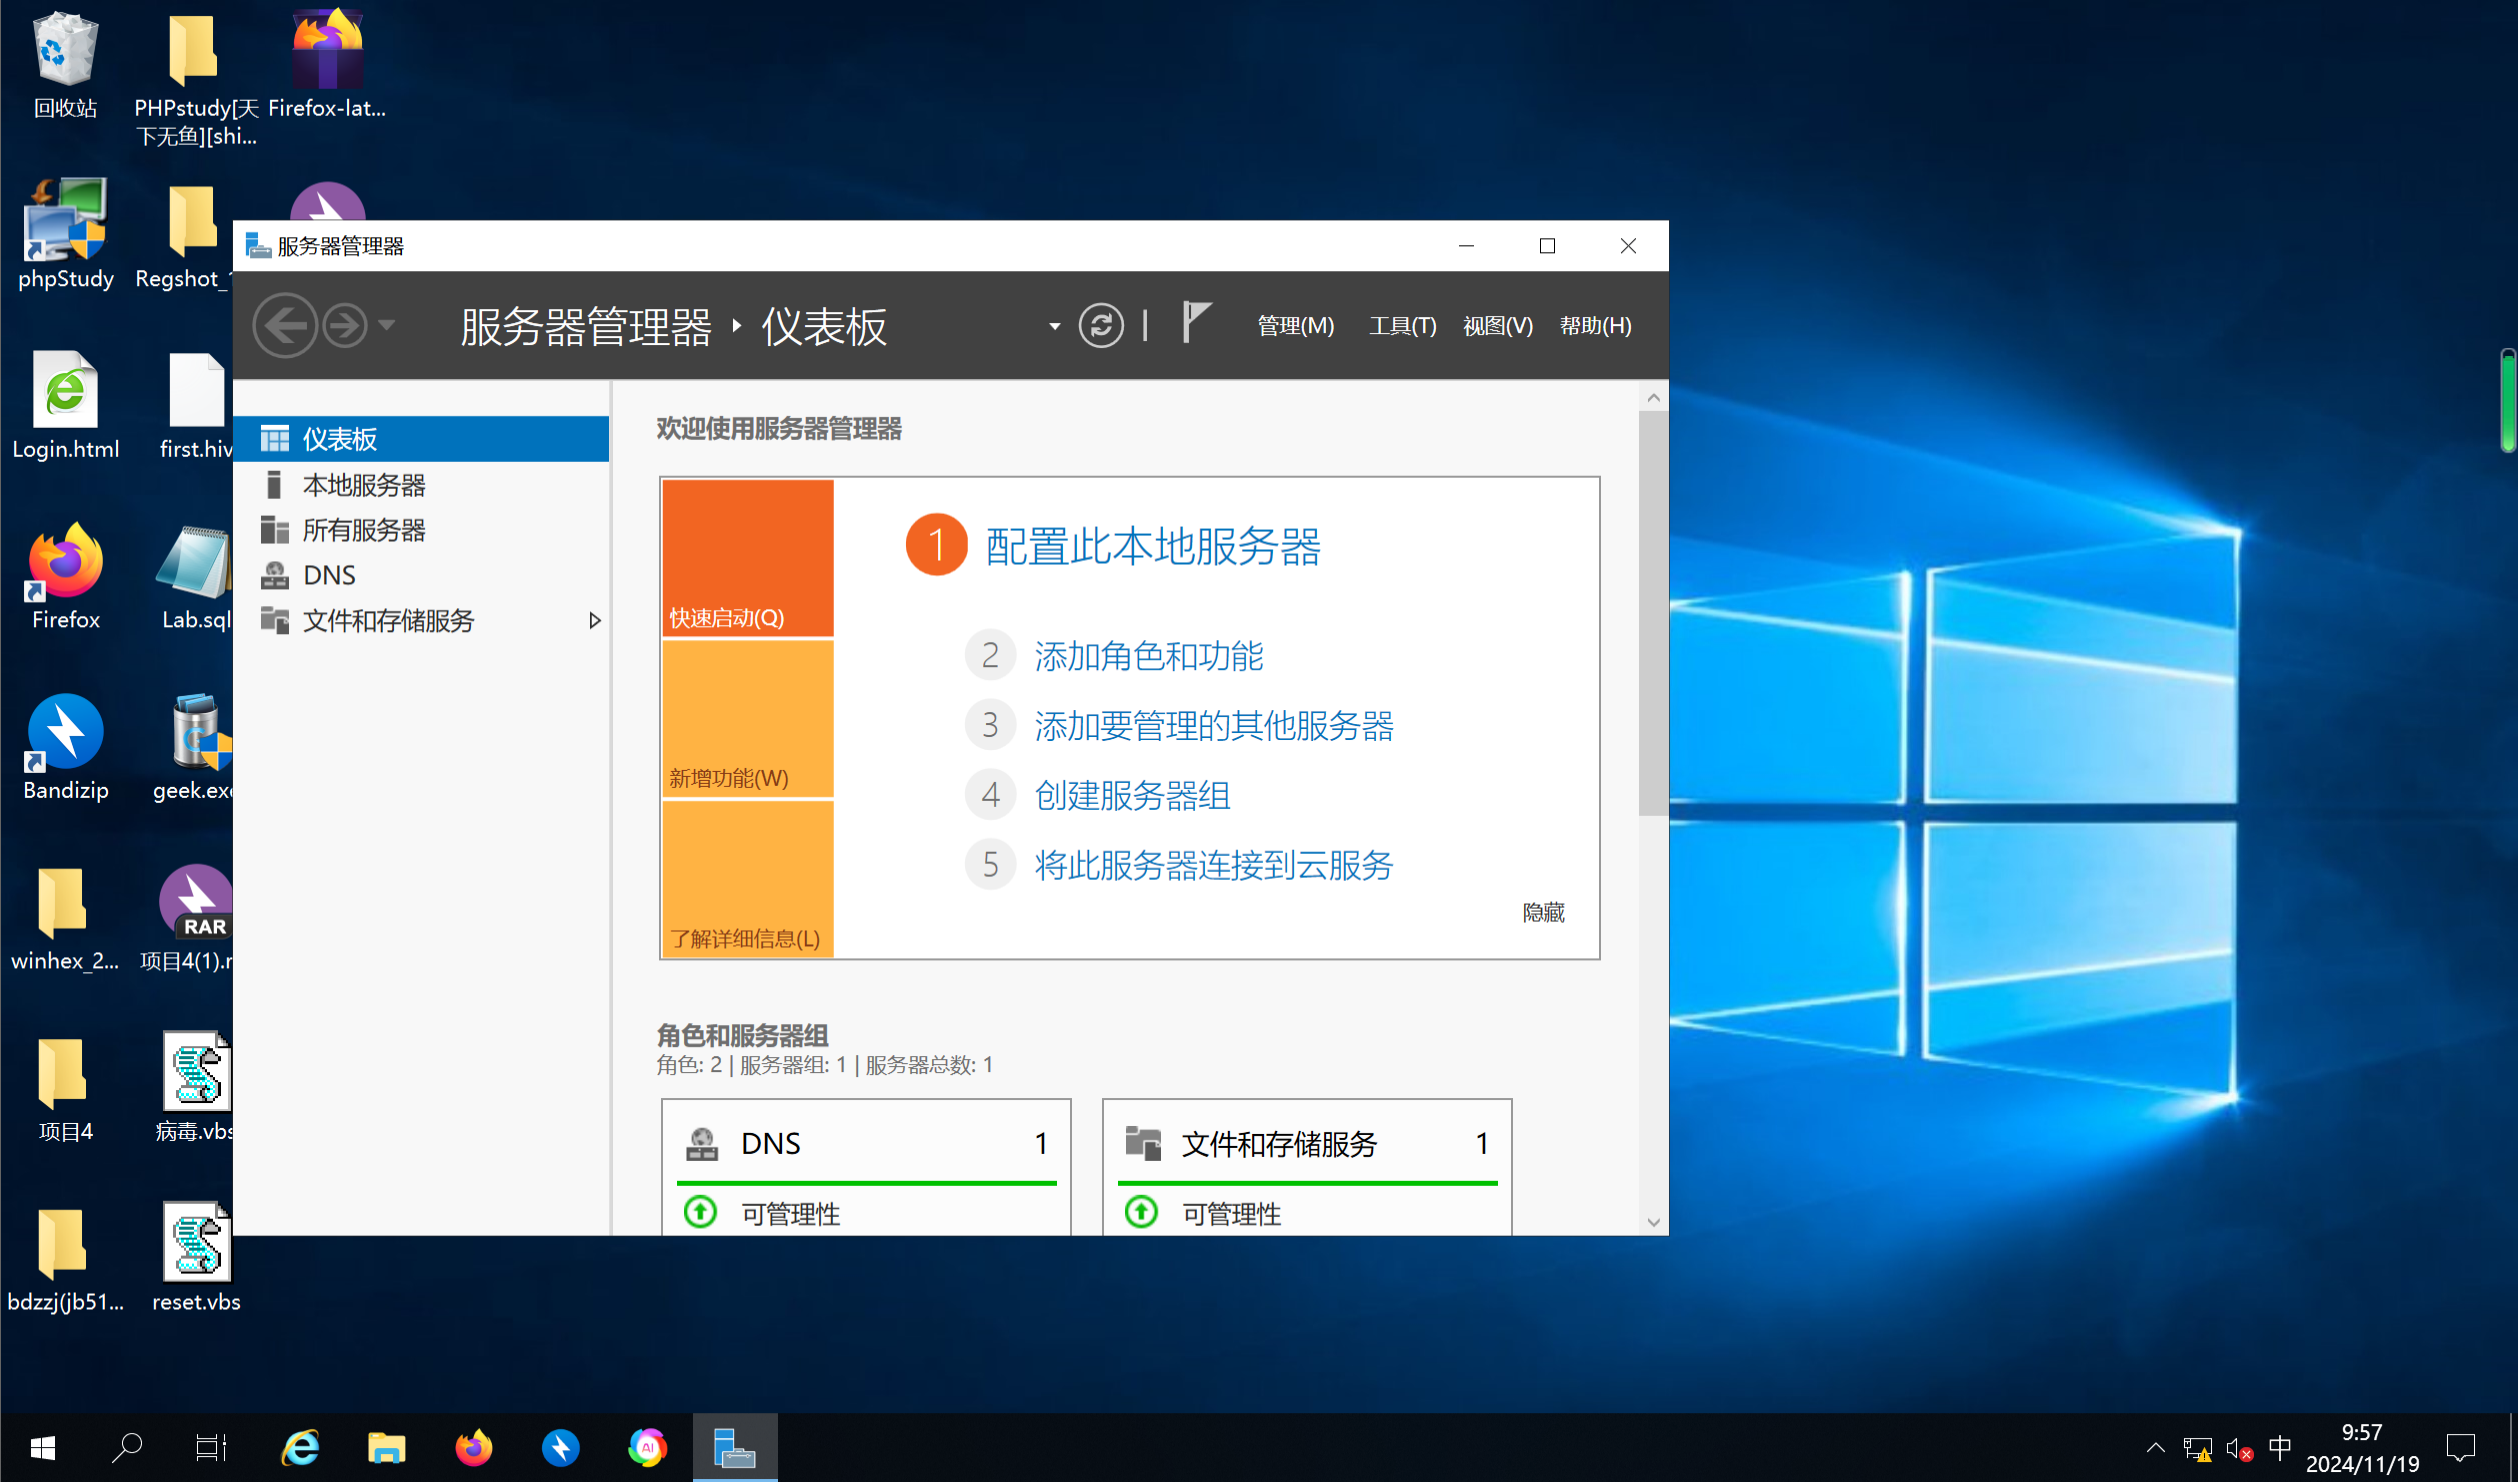 回收站
PHPstudy[天
下无鱼][shi...
Firefox-lat...
phpStudy
Regshot_1
Login.html
first.hiv
Firefox
Lab.sql
Bandizip
geek.exe
winhex_2...
RAR
项目4(1).r
项目4
病毒.vbs
bdzzj(jb51...
reset.vbs
服务器管理器
服务器管理器
仪表板
管理(M)
工具(T)
视图(V)
帮助(H)
仪表板
本地服务器
所有服务器
DNS
文件和存储服务
欢迎使用服务器管理器
快速启动(Q)
新增功能(W)
了解详细信息(L)
1 配置此本地服务器
2 添加角色和功能
3 添加要管理的其他服务器
4 创建服务器组
5 将此服务器连接到云服务
隐藏
角色和服务器组
角色: 2 | 服务器组: 1 | 服务器总数: 1
DNS 1
可管理性
文件和存储服务 1
可管理性
AI
中
9:57
2024/11/19